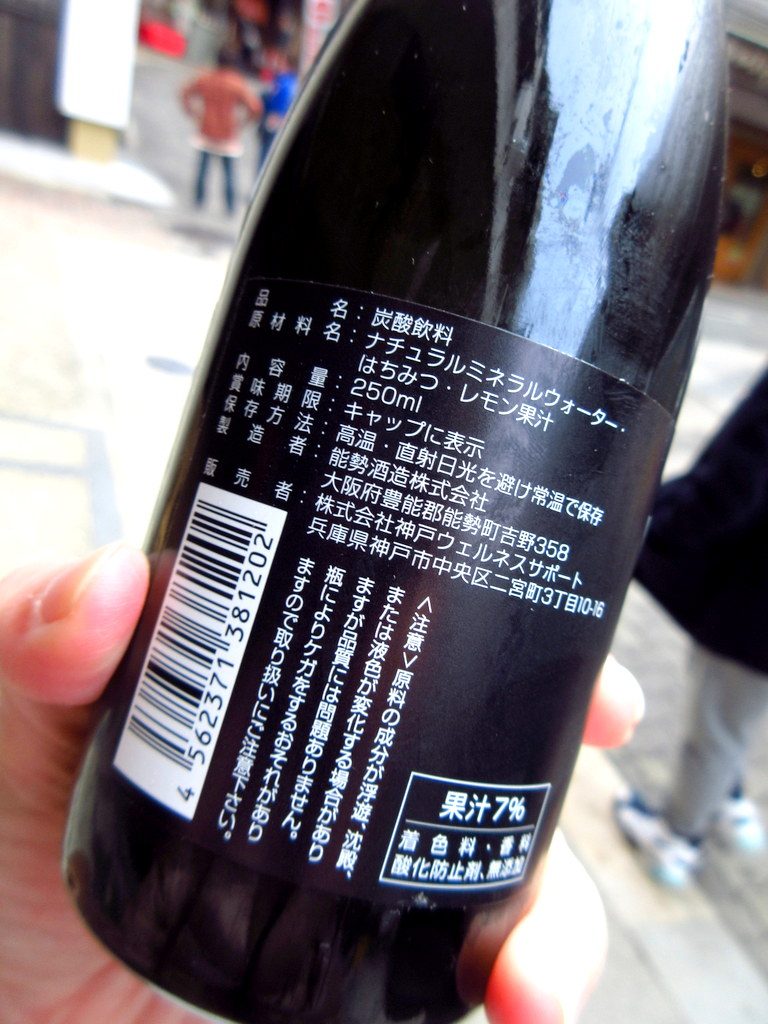 品名：炭酸飲料
原材料名：ナチュラルミネラルウォーター・
はちみつ・レモン果汁
内容量：250ml
賞味期限：キャップに表示
保存方法：高温・直射日光を避け常温で保存
製造者：能勢酒造株式会社
大阪府豊能郡能勢町吉野358
販売者：株式会社神戸ウェルネスサポート
兵庫県神戸市中央区二宮町3丁目10-16
＜注意＞原料の成分が浮遊、沈殿、
または液色が変化する場合があり
ますが品質には問題ありません。
瓶によりケガをするおそれがあり
ますので取り扱いにご注意下さい。
4 562371 381202
果汁7%
着色料・香料
酸化防止剤、無添加